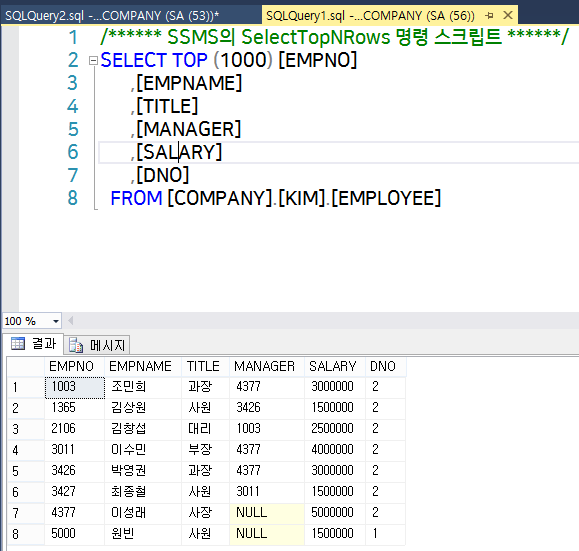 SQLQuery2.sql -...COMPANY (SA (53))* SQLQuery1.sql -...COMPANY (SA (56))
1 /****** SSMS의 SelectTopNRows 명령 스크립트 ******/
2 SELECT TOP (1000) [EMPNO]
3 ,[EMPNAME]
4 ,[TITLE]
5 ,[MANAGER]
6 ,[SALARY]
7 ,[DNO]
8 FROM [COMPANY].[KIM].[EMPLOYEE]
100 %
결과 메시지
EMPNO EMPNAME TITLE MANAGER SALARY DNO
1 1003 조민희 과장 4377 3000000 2
2 1365 김상원 사원 3426 1500000 2
3 2106 김창섭 대리 1003 2500000 2
4 3011 이수민 부장 4377 4000000 2
5 3426 박영권 과장 4377 3000000 2
6 3427 최종철 사원 3011 1500000 2
7 4377 이성래 사장 NULL 5000000 2
8 5000 원빈 사원 NULL 1500000 1